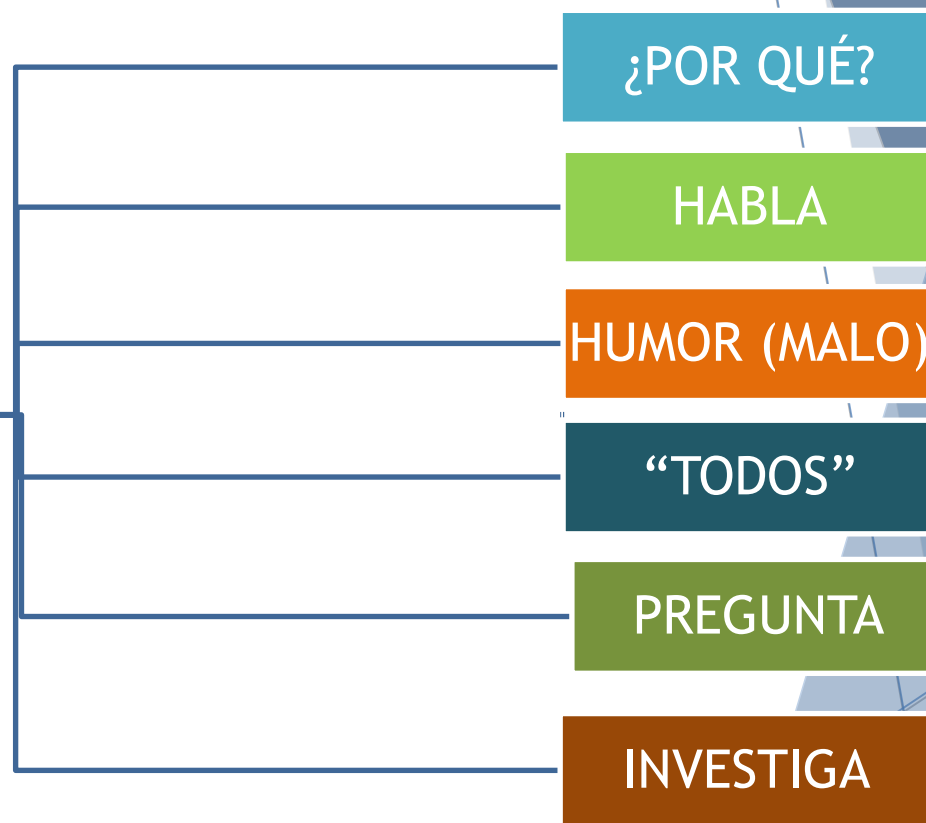 ¿POR QUÉ?
HABLA
HUMOR (MALO)
“TODOS”
PREGUNTA
INVESTIGA